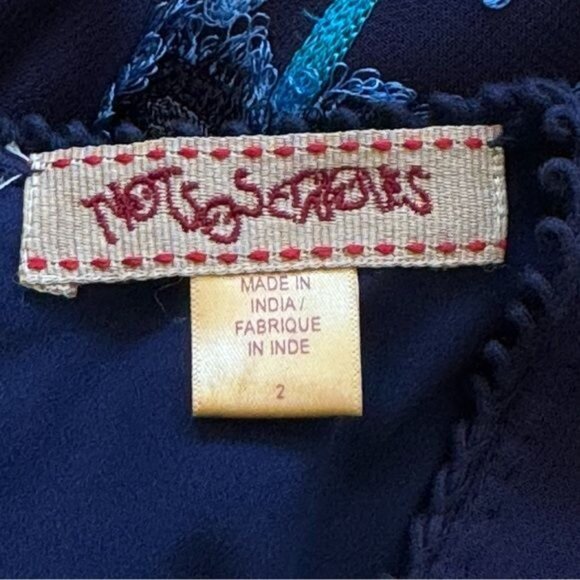 NOTSOSERIOUS
MADE IN
INDIA/
FABRIQUE
IN INDE
2